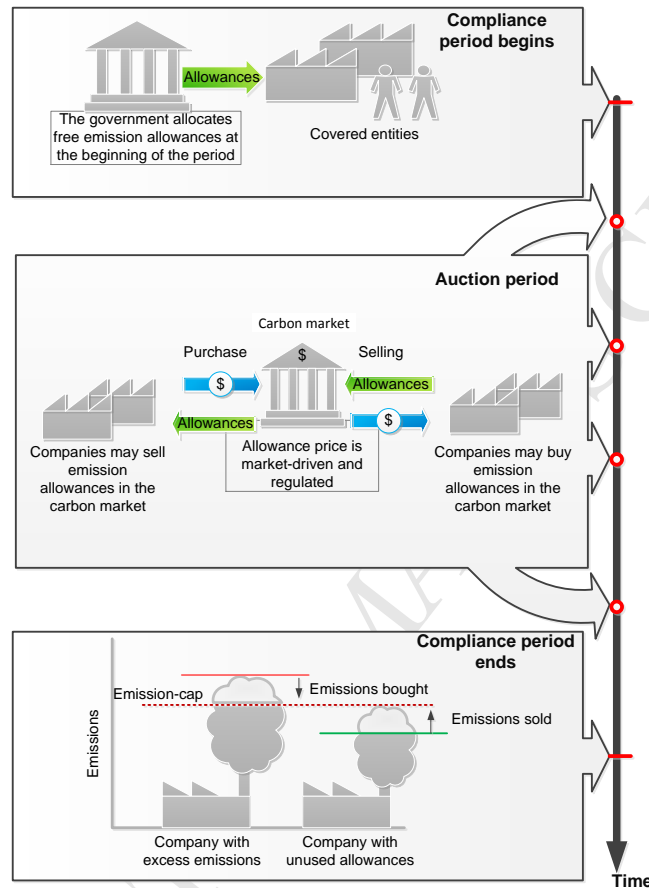 Compliance
period begins
Allowances
The government allocates
free emission allowances at
the beginning of the period
Covered entities
Auction period
Carbon market
Purchase
$
Selling
$
Allowances
Allowances
$
Companies may sell
emission
allowances in the
carbon market
Allowance price is
market-driven and
regulated
Companies may buy
emission
allowances in the
carbon market
Compliance period
ends
Emissions
Emission-cap
Emissions bought
Emissions sold
Company with
excess emissions
Company with
unused allowances
Time